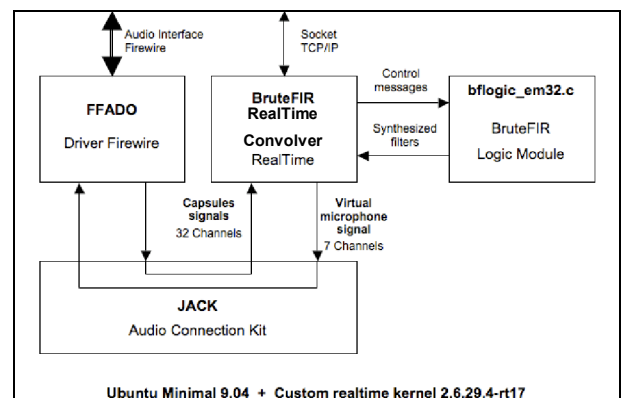 Audio Interface
Firewire
Socket
TCP/IP
FFADO
Driver Firewire
BruteFIR
RealTime
Convolver
RealTime
Control
messages
Synthesized
filters
bflogic_em32.c
BruteFIR
Logic Module
Capsules
signals
32 Channels
Virtual
microphone
signal
7 Channels
JACK
Audio Connection Kit
Ubuntu Minimal 9.04 + Custom realtime kernel 2.6.29.4-rt17